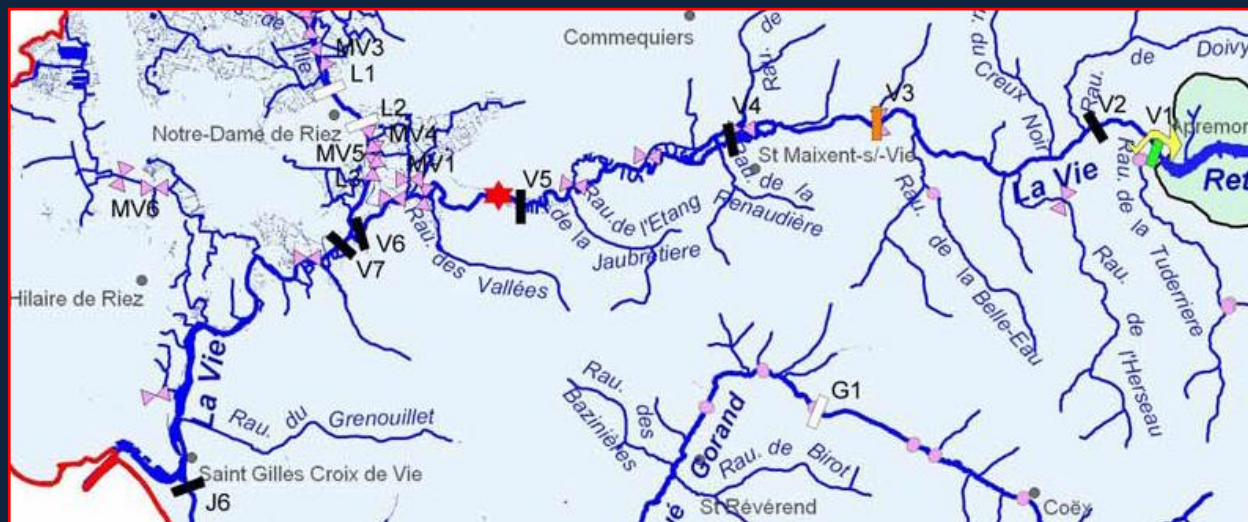 MV3
L1
Commequiers
Rau. de
Rau. du Creux Noir
Rau. de Doivy
L2
Notre-Dame de Riez
MV4
MV5
MV1
L3
V4
V3
V2
V1
St Maixent-s/-Vie
La Vie
Ret
MV6
V5
V6
V7
Rau. des Vallées
de la Jaubretiere
Rau. de l'Etang
Rau. de la Renaudière
Rau. de la Belle-Eau
Rau. de la Tuderriere
Rau. de l'Herseau
Hilaire de Riez
La Vie
Rau. du Grenouillet
Saint Gilles Croix de Vie
J6
Rau. des Bazinières
Gorand
G1
Rau. de Birot
St Révérend
Coëx